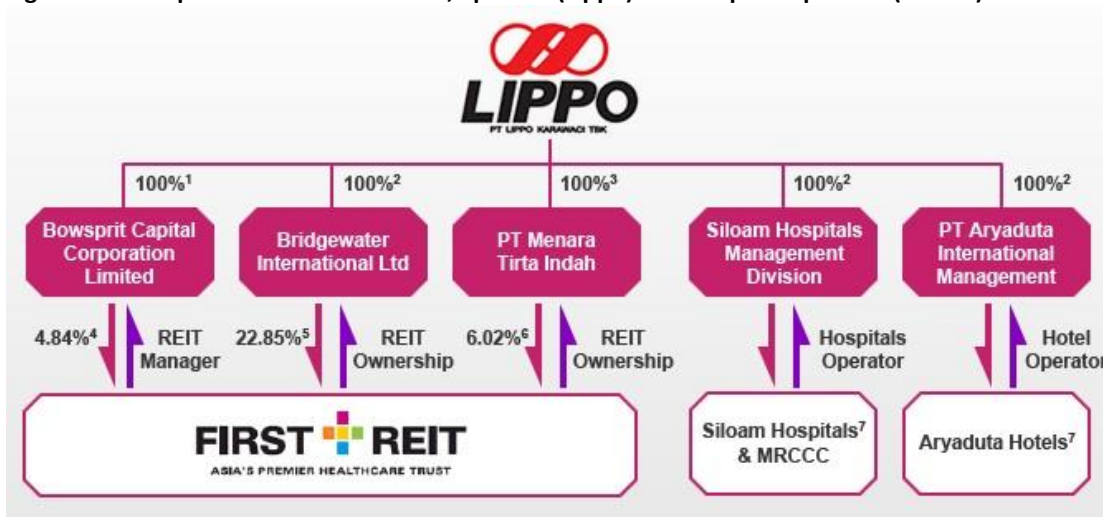 LIPPO
PT LIPPO KARAWACI TBK
100%¹
100%²
100%³
100%²
100%²
Bowsprit Capital
Corporation
Limited
Bridgewater
International Ltd
PT Menara
Tirta Indah
Siloam Hospitals
Management
Division
PT Aryaduta
International
Management
4.84%⁴
REIT
Manager
22.85%⁵
REIT
Ownership
6.02%⁶
REIT
Ownership
Hospitals
Operator
Hotel
Operator
FIRST REIT
ASIA'S PREMIER HEALTHCARE TRUST
Siloam Hospitals⁷
& MRCCC
Aryaduta Hotels⁷